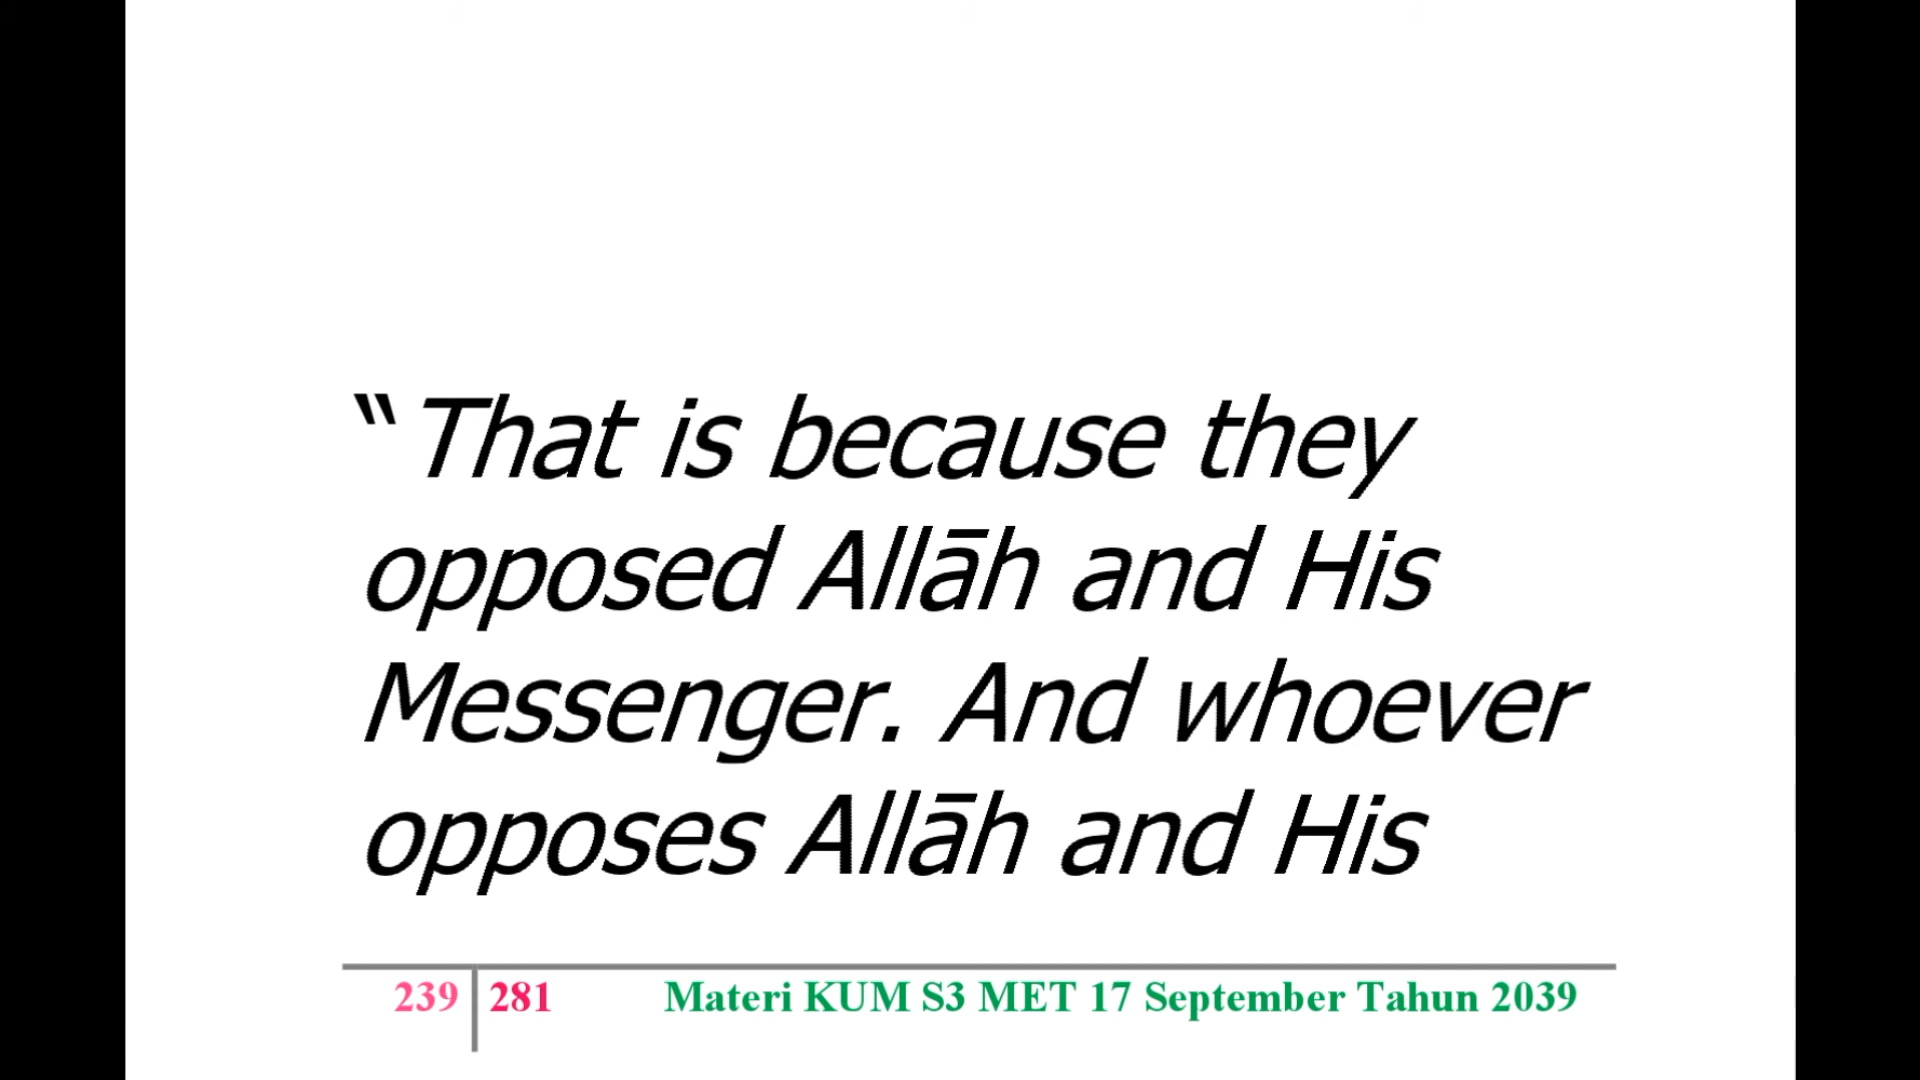 “That is because they
opposed Allāh and His
Messenger. And whoever
opposes Allāh and His
239 281 Materi KUM S3 MET 17 September Tahun 2039